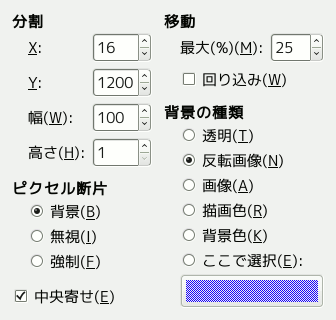 分割
X: 16
Y: 1200
幅(W): 100
高さ(H): 1
ピクセル断片
背景(B)
無視(I)
強制(F)
中央寄せ(E)
移動
最大(%)(M): 25
回り込み(W)
背景の種類
透明(T)
反転画像(N)
画像(A)
描画色(R)
背景色(K)
ここで選択(E):